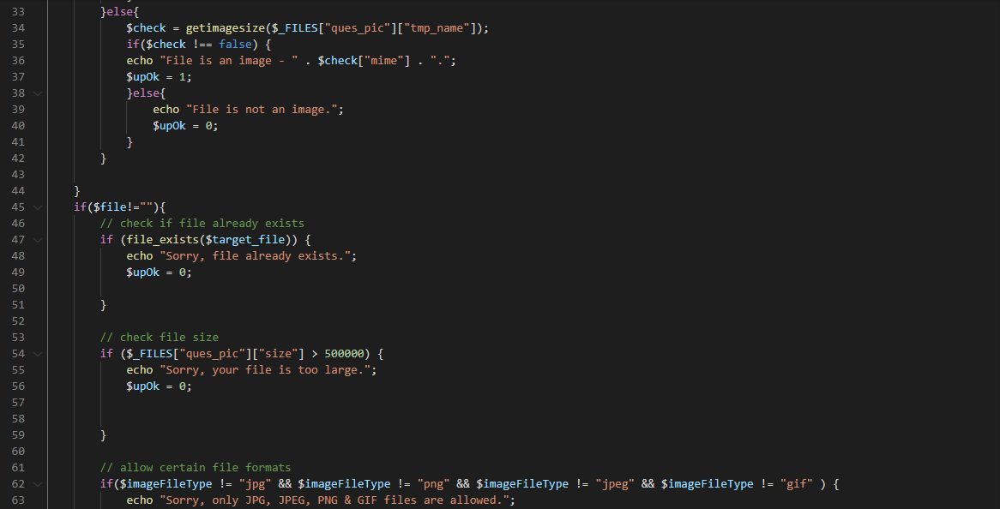 33 }else{
34 $check = getimagesize($_FILES["ques_pic"]["tmp_name"]);
35 if($check !== false) {
36 echo "File is an image - " . $check["mime"] . ".";
37 $upOk = 1;
38 }else{
39 echo "File is not an image.";
40 $upOk = 0;
41 }
42 }
43
44 }
45 if($file!=""){
46 // check if file already exists
47 if (file_exists($target_file)) {
48 echo "Sorry, file already exists.";
49 $upOk = 0;
50
51 }
52
53 // check file size
54 if ($_FILES["ques_pic"]["size"] > 500000) {
55 echo "Sorry, your file is too large.";
56 $upOk = 0;
57
58
59 }
60
61 // allow certain file formats
62 if($imageFileType != "jpg" && $imageFileType != "png" && $imageFileType != "jpeg" && $imageFileType != "gif" ) {
63 echo "Sorry, only JPG, JPEG, PNG & GIF files are allowed.";